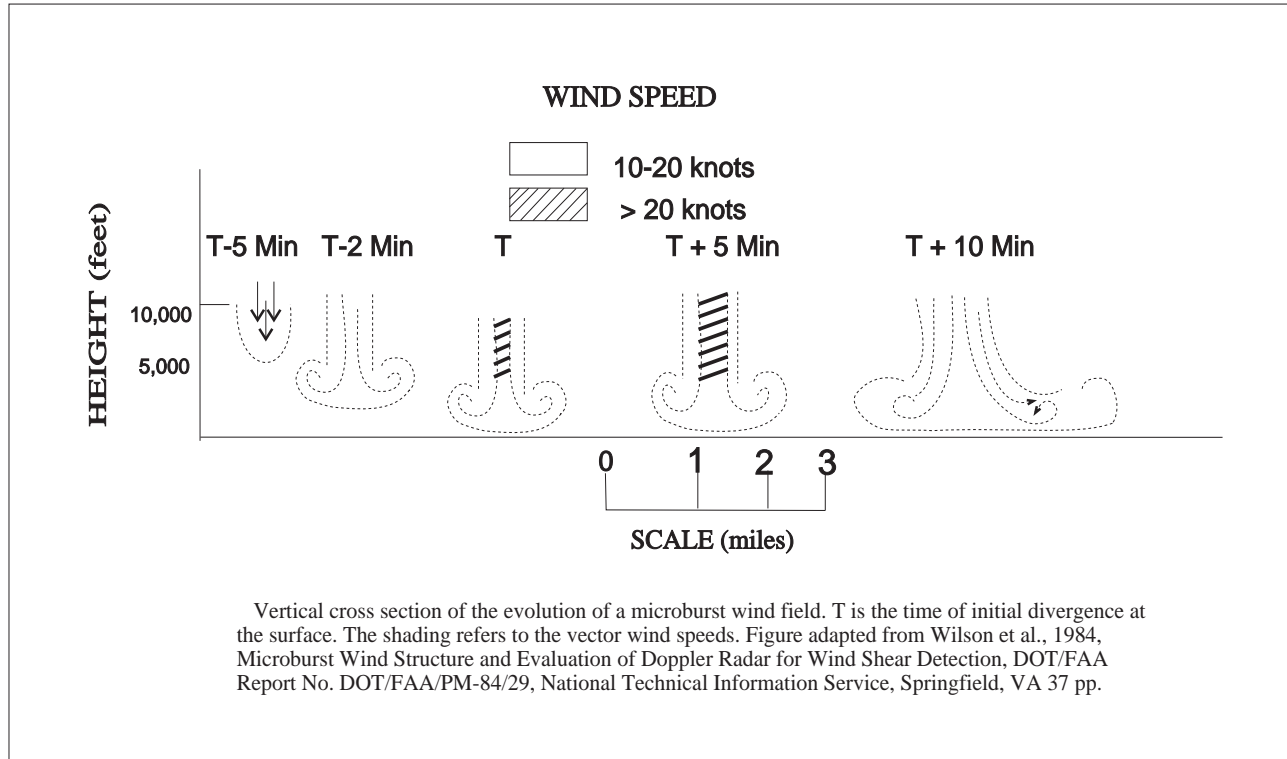 WIND SPEED
10-20 knots
> 20 knots
T-5 Min T-2 Min T T + 5 Min T + 10 Min
HEIGHT (feet)
10,000
5,000
0 1 2 3
SCALE (miles)
Vertical cross section of the evolution of a microburst wind field. T is the time of initial divergence at
the surface. The shading refers to the vector wind speeds. Figure adapted from Wilson et al., 1984,
Microburst Wind Structure and Evaluation of Doppler Radar for Wind Shear Detection, DOT/FAA
Report No. DOT/FAA/PM-84/29, National Technical Information Service, Springfield, VA 37 pp.